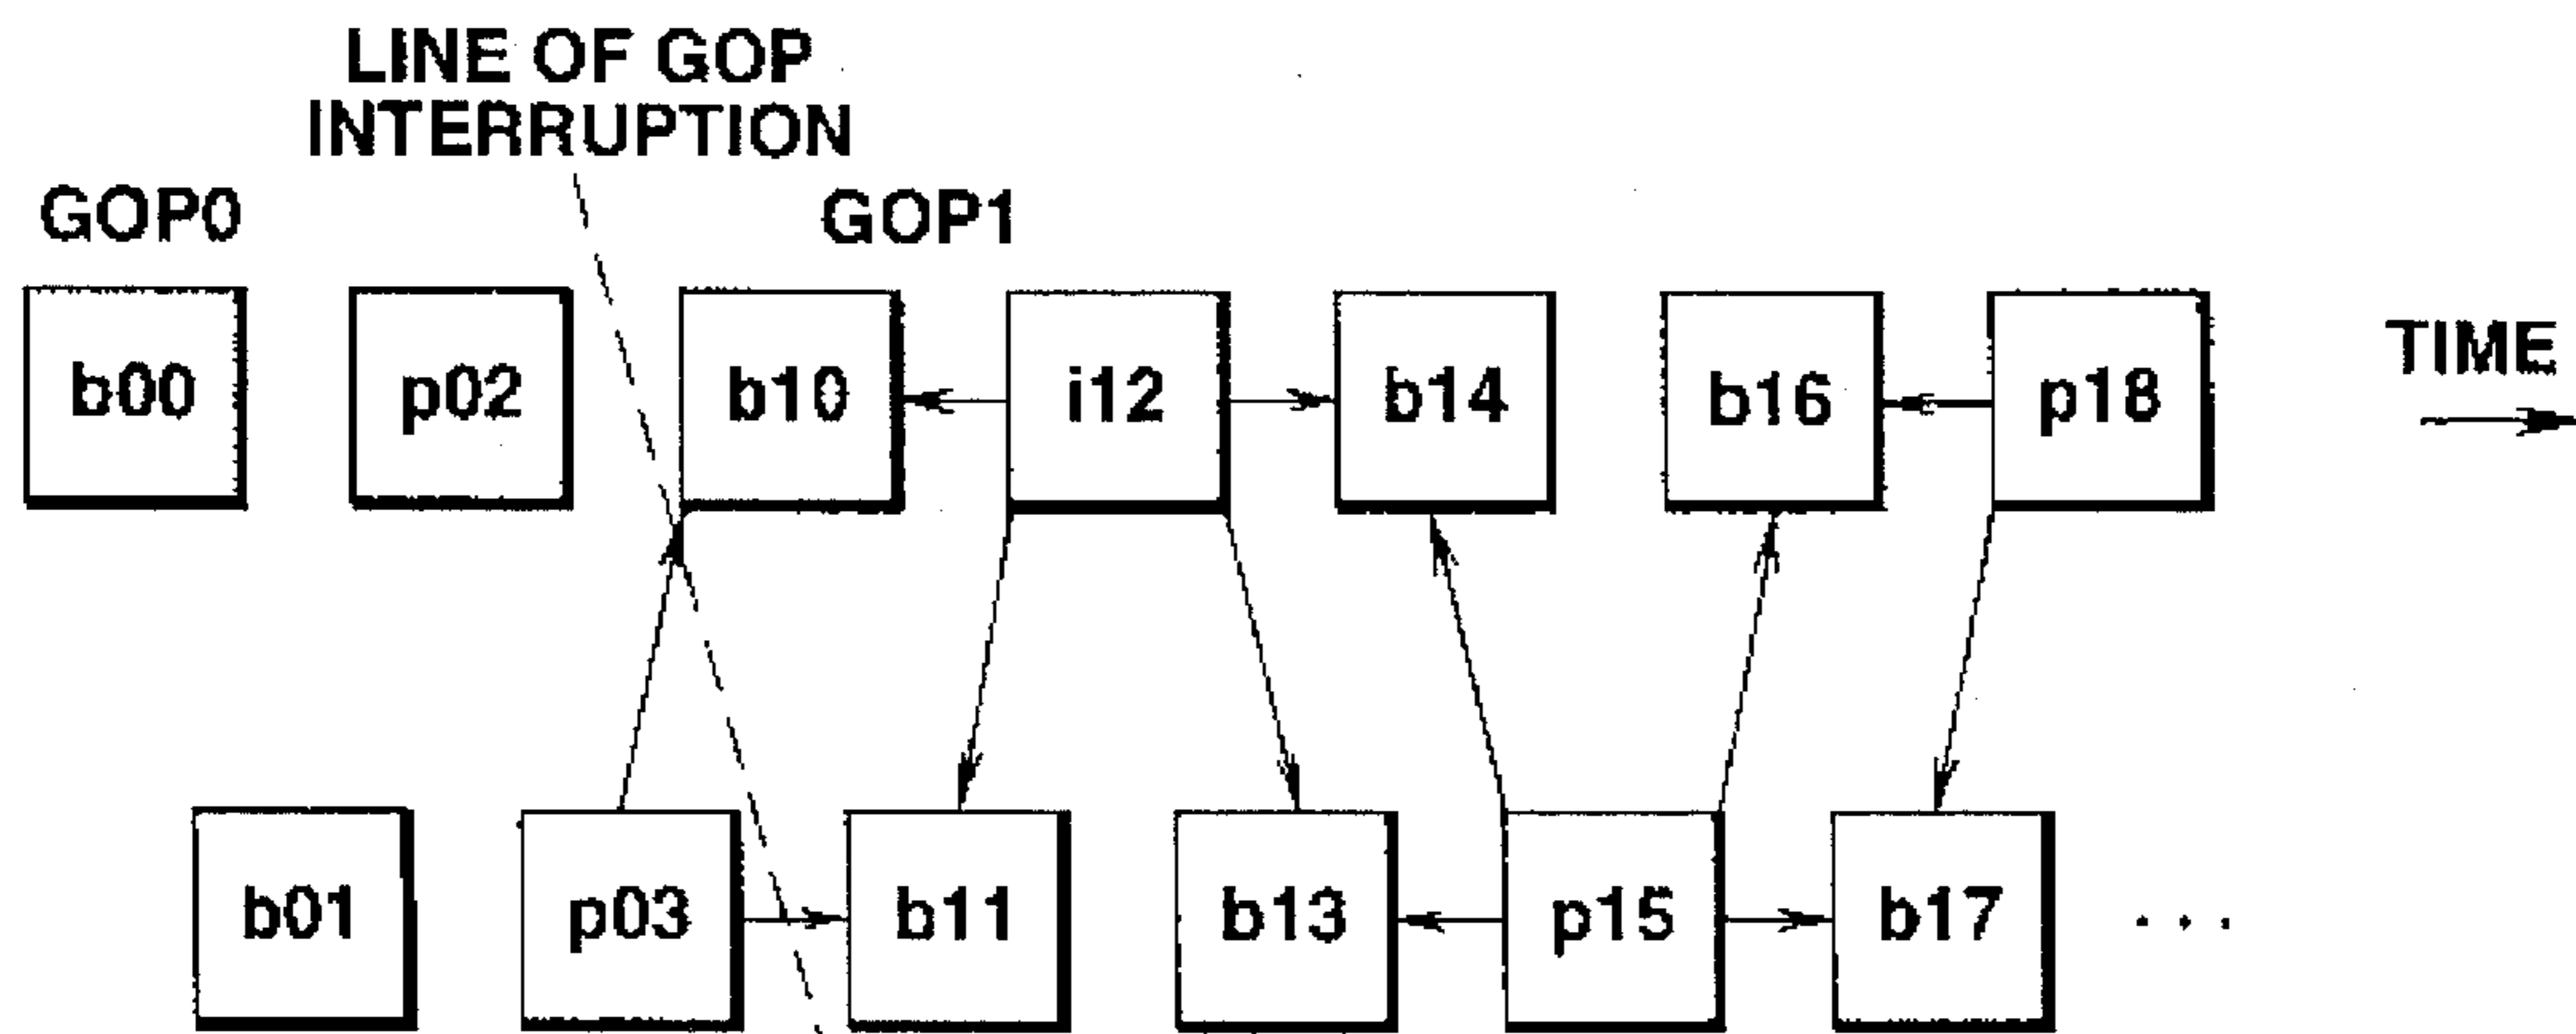 LINE OF GOP
INTERRUPTION
GOP0
GOP1
b00
p02
b10
i12
b14
b16
p18
TIME
b01
p03
b11
b13
p15
b17
...